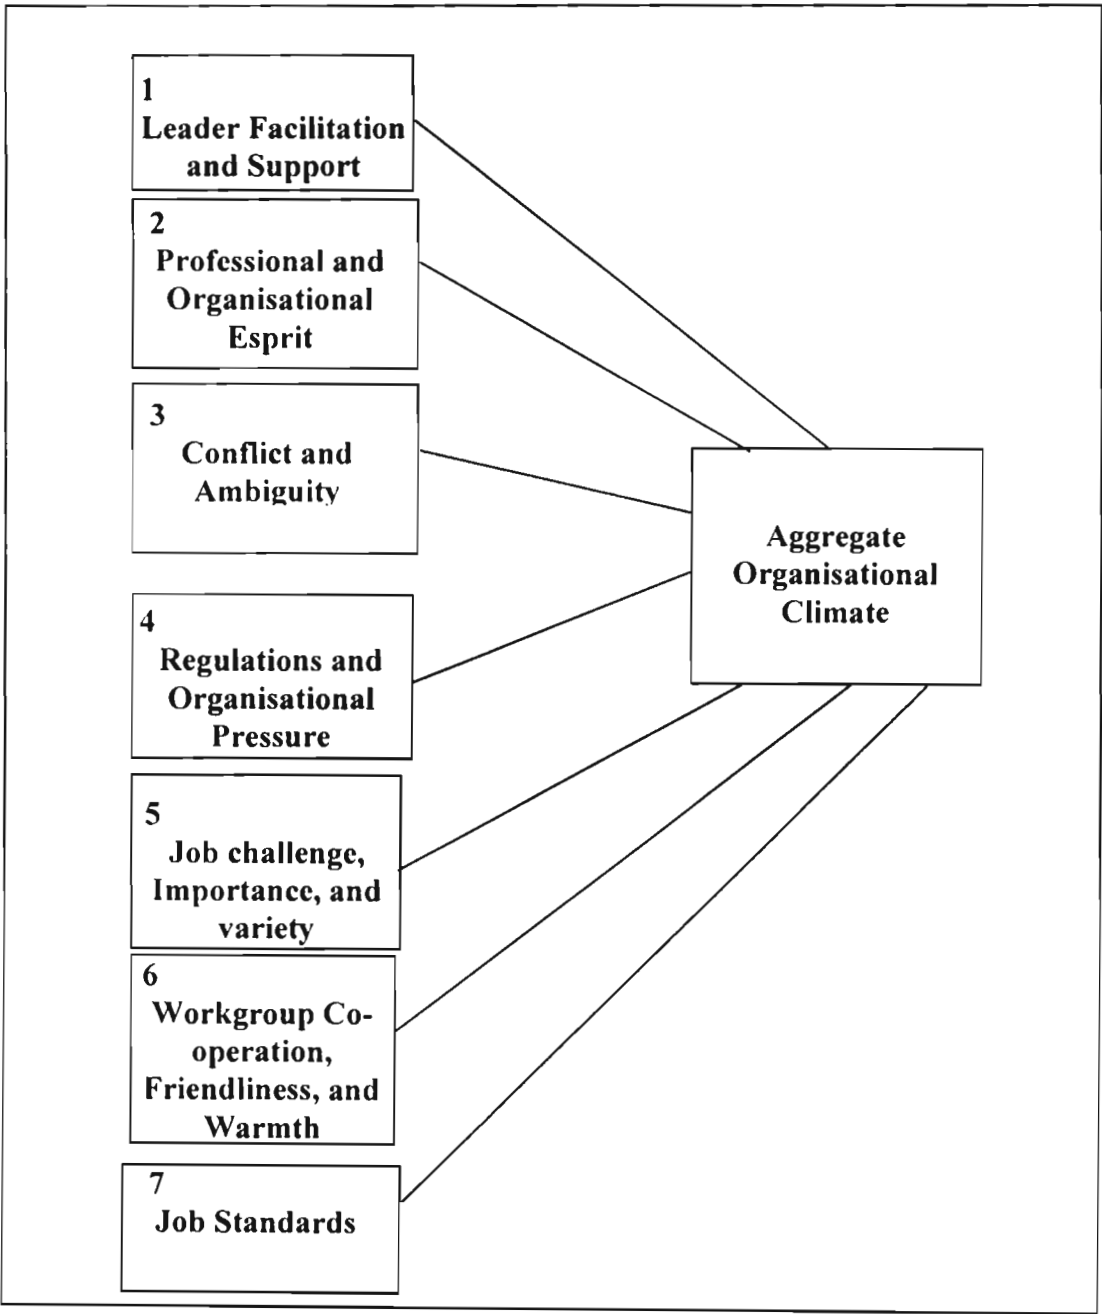 1
Leader Facilitation
and Support
2
Professional and
Organisational
Esprit
3
Conflict and
Ambiguity
4
Regulations and
Organisational
Pressure
5
Job challenge,
Importance, and
variety
6
Workgroup Co-
operation,
Friendliness, and
Warmth
7
Job Standards
Aggregate
Organisational
Climate